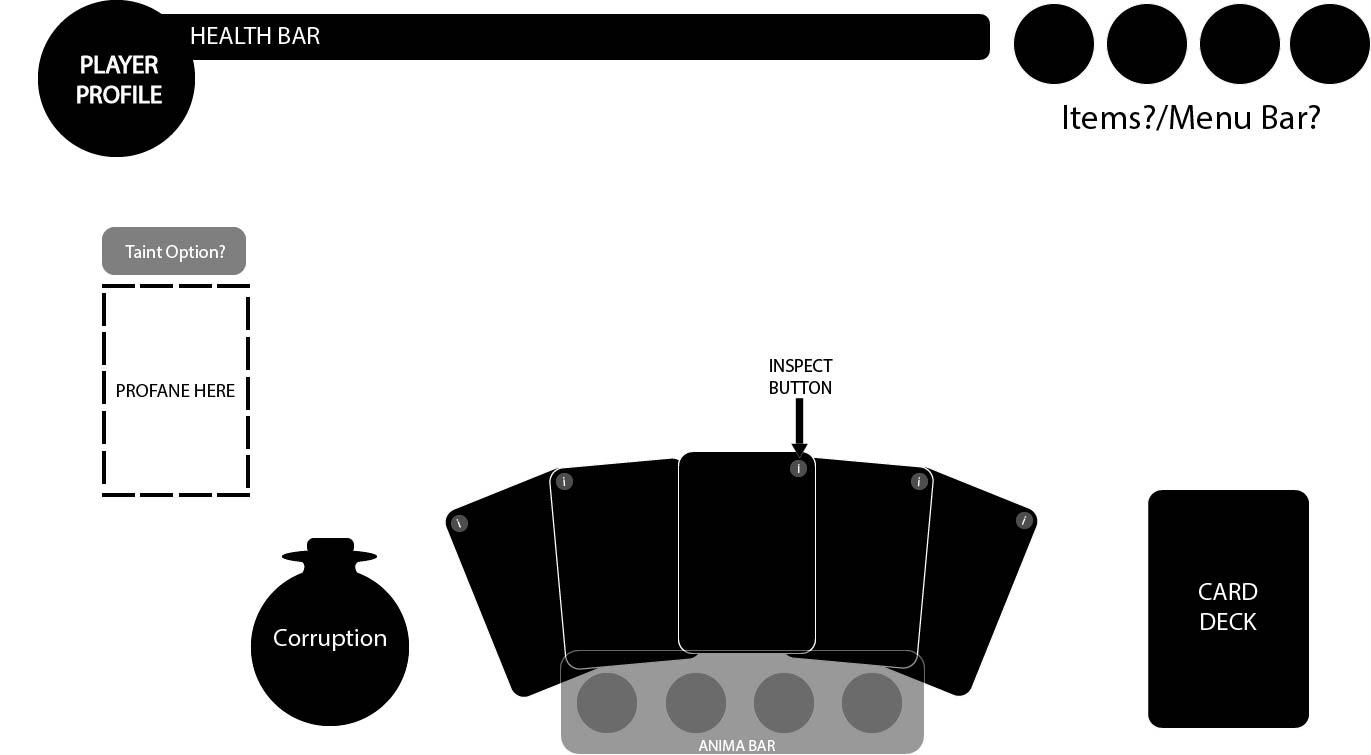 HEALTH BAR
PLAYER
PROFILE
Items?/Menu Bar?
Taint Option?
PROFANE HERE
INSPECT
BUTTON
i
i
i
i
i
Corruption
CARD
DECK
ANIMA BAR